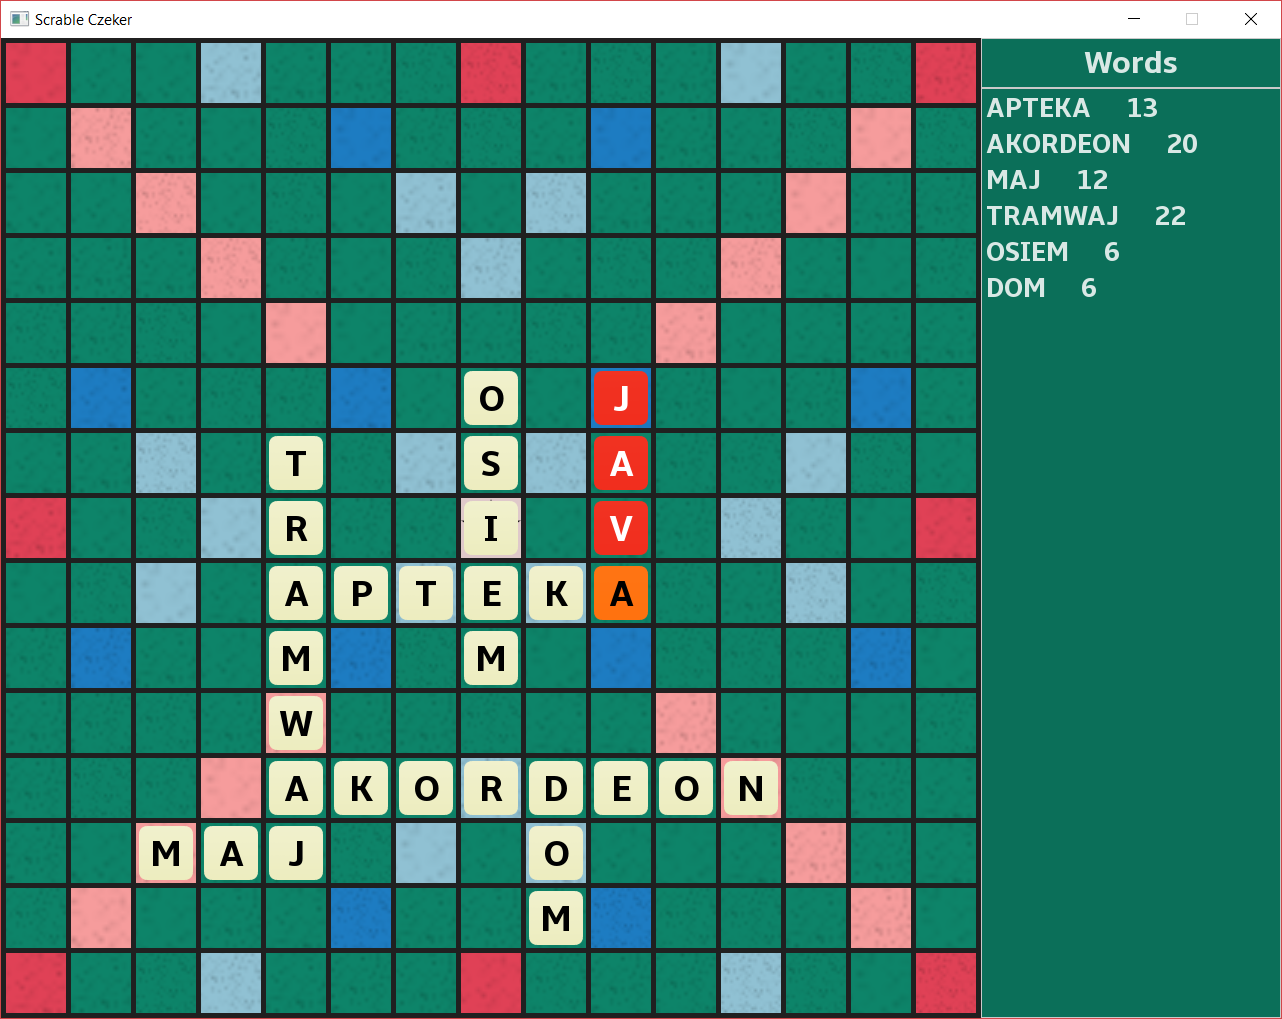 Scrable Czeker
Words
APTEKA 13
AKORDEON 20
MAJ 12
TRAMWAJ 22
OSIEM 6
DOM 6
O J
T S A
R I V
A P T E K A
M M
W
A K O R D E O N
M A J O
M